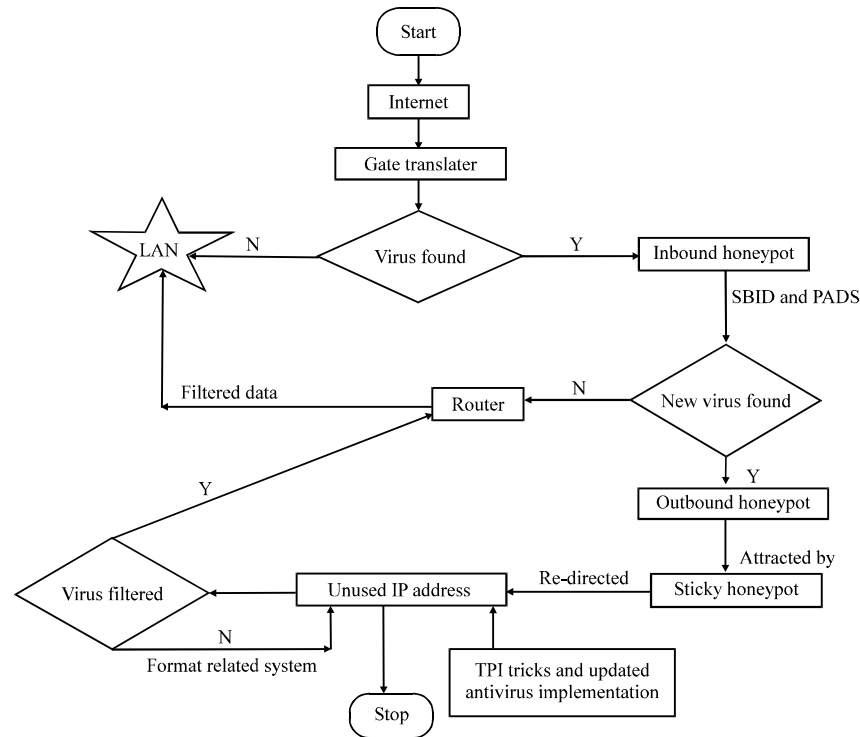 Start
Internet
Gate translater
Virus found
N
LAN
Y
Inbound honeypot
SBID and PADS
New virus found
N
Router
Filtered data
Y
Outbound honeypot
Attracted by
Sticky honeypot
Re-directed
Unused IP address
Virus filtered
Y
N
Format related system
TPI tricks and updated
antivirus implementation
Stop